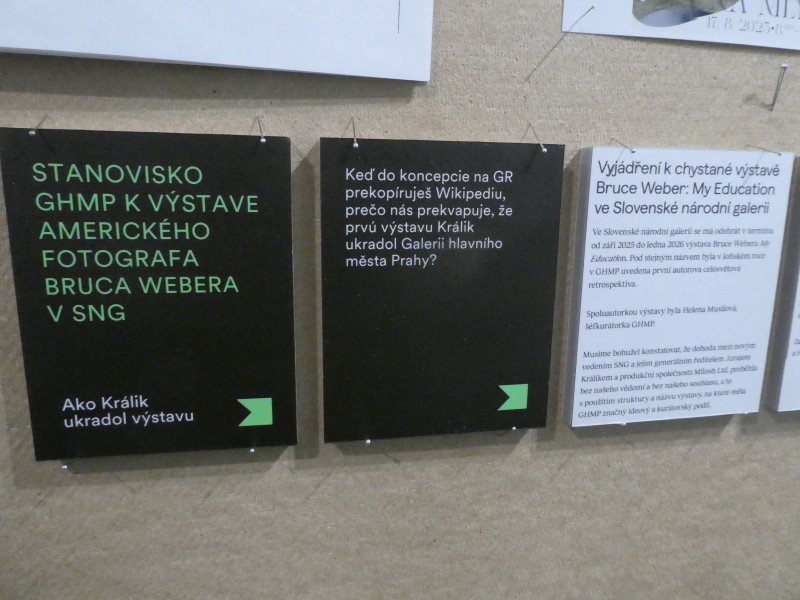 17. 8. 2025
STANOVISKO
GHMP K VÝSTAVE
AMERICKÉHO
FOTOGRAFA
BRUCA WEBERA
V SNG
Ako Králik
ukradol výstavu
Keď do koncepcie na GR
prekopíruješ Wikipediu,
prečo nás prekvapuje, že
prvú výstavu Králik
ukradol Galerii hlavního
města Prahy?
Vyjádření k chystané výstavě
Bruce Weber: My Education
ve Slovenské národní galerii
Ve Slovenské národní galerii se má odehrát v termínu
od září 2025 do ledna 2026 výstava Bruce Webera My
Education. Pod stejným názvem byla v loňském roce
v GHMP uvedena první autorova celosvětová
retrospektiva.
Spoluautorkou výstavy byla Helena Musilová,
šéfkurátorka GHMP.
Musíme bohužel konstatovat, že dohoda mezi novým
vedením SNG a jejím generálním ředitelem Jurajem
Králikem a produkční společností Milosh Ltd. proběhla
bez našeho vědomí a bez našeho souhlasu, a to
s použitím struktury a názvu výstavy, na které měla
GHMP značný ideový a kurátorský podíl.